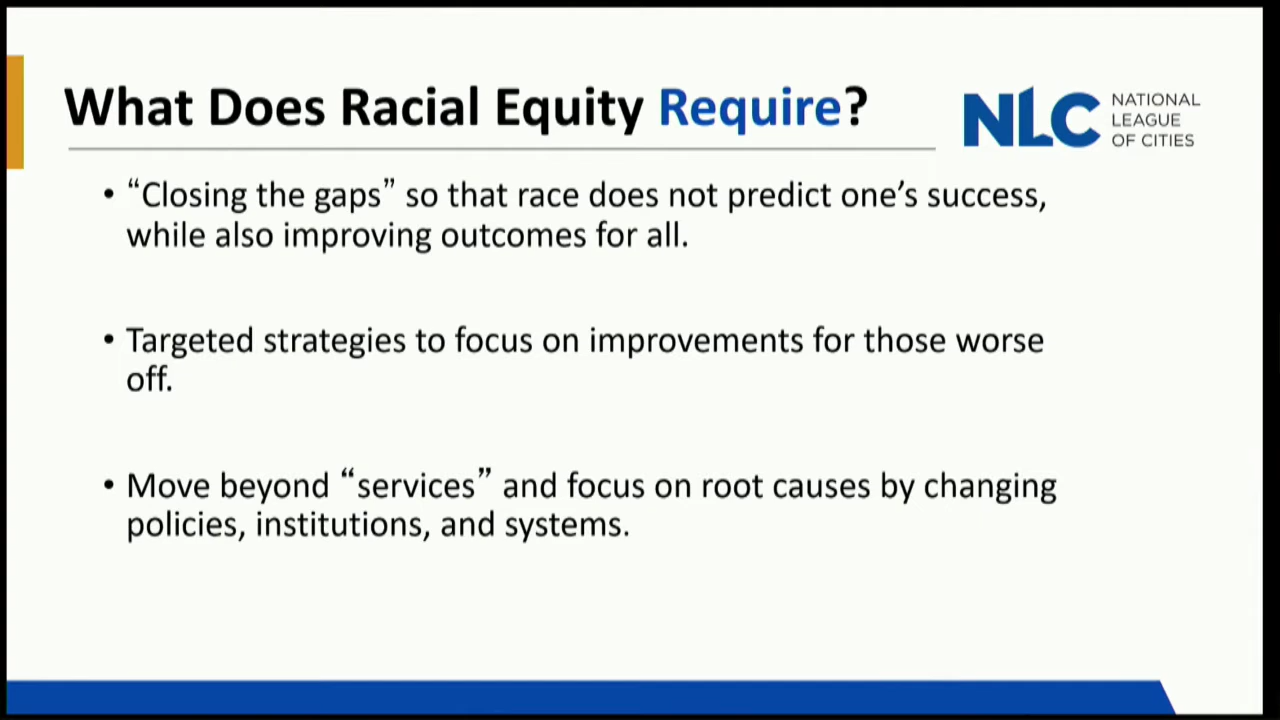 What Does Racial Equity Require?
NLC NATIONAL
LEAGUE
OF CITIES
• “Closing the gaps” so that race does not predict one’s success,
while also improving outcomes for all.
• Targeted strategies to focus on improvements for those worse
off.
• Move beyond “services” and focus on root causes by changing
policies, institutions, and systems.